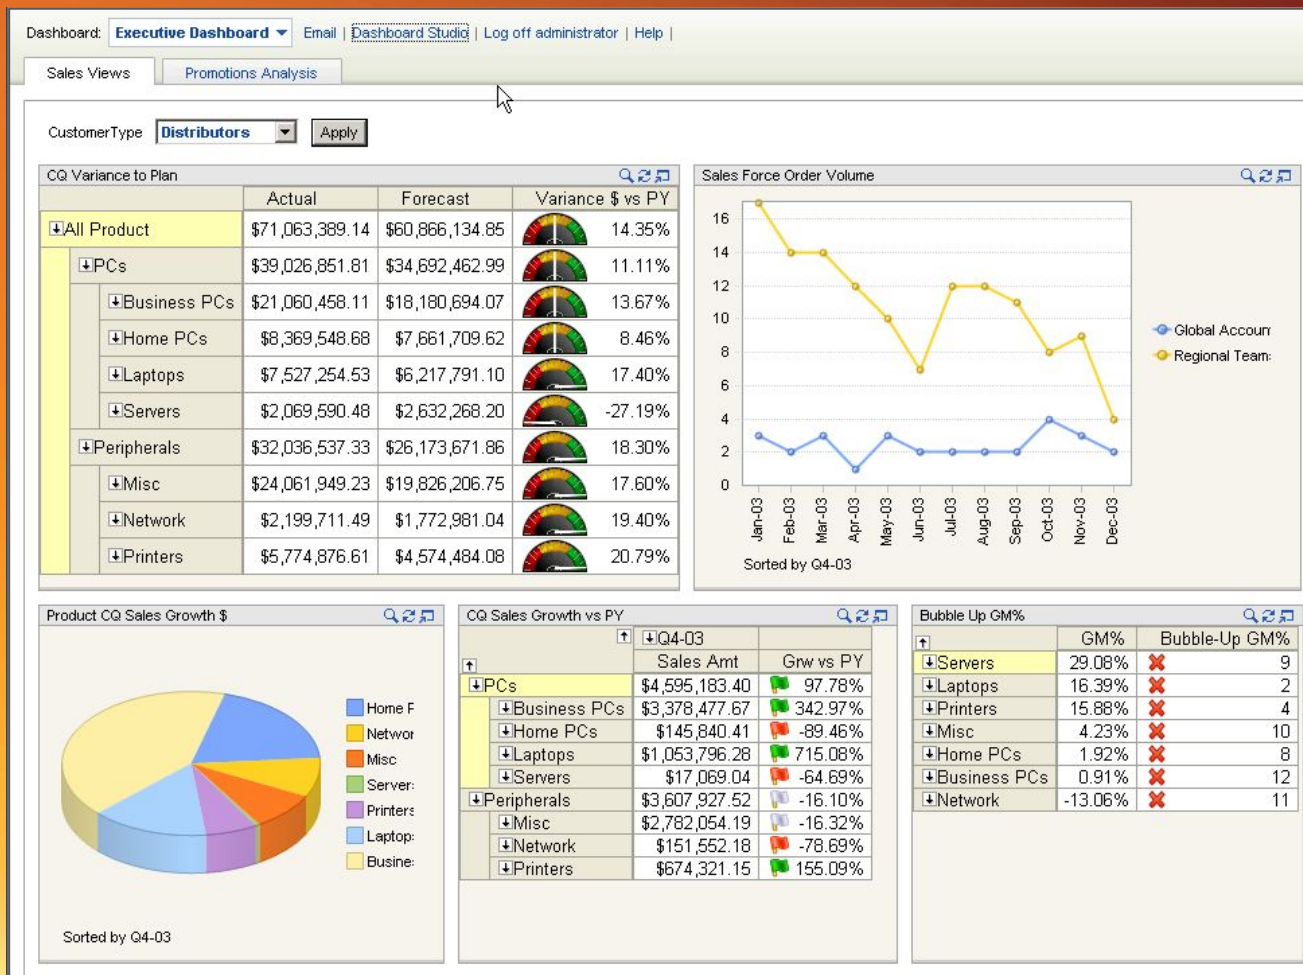 Dashboard: Executive Dashboard Email | Dashboard Studio | Log off administrator | Help |
Sales Views Promotions Analysis
CustomerType Distributors Apply
CQ Variance to Plan
Actual Forecast Variance $ vs PY
All Product $71,063,389.14 $60,866,134.85 14.35%
PCs $39,026,851.81 $34,692,462.99 11.11%
Business PCs $21,060,458.11 $18,180,694.07 13.67%
Home PCs $8,369,548.68 $7,661,709.62 8.46%
Laptops $7,527,254.53 $6,217,791.10 17.40%
Servers $2,069,590.48 $2,632,268.20 -27.19%
Peripherals $32,036,537.33 $26,173,671.86 18.30%
Misc $24,061,949.23 $19,826,206.75 17.60%
Network $2,199,711.49 $1,772,981.04 19.40%
Printers $5,774,876.61 $4,574,484.08 20.79%
Sales Force Order Volume
16
14
12
10
8
6
4
2
0
Jan-03 Feb-03 Mar-03 Apr-03 May-03 Jun-03 Jul-03 Aug-03 Sep-03 Oct-03 Nov-03 Dec-03
Sorted by Q4-03
Global Accoun
Regional Team
Product CQ Sales Growth $
Home F
Networ
Misc
Server
Printers
Laptop
Busine
Sorted by Q4-03
CQ Sales Growth vs PY
Q4-03
Sales Amt Grw vs PY
PCs $4,595,183.40 97.78%
Business PCs $3,378,477.67 342.97%
Home PCs $145,840.41 -89.46%
Laptops $1,053,796.28 715.08%
Servers $17,069.04 -64.69%
Peripherals $3,607,927.52 -16.10%
Misc $2,782,054.19 -16.32%
Network $151,552.18 -78.69%
Printers $674,321.15 155.09%
Bubble Up GM%
GM% Bubble-Up GM%
Servers 29.08% 9
Laptops 16.39% 2
Printers 15.88% 4
Misc 4.23% 10
Home PCs 1.92% 8
Business PCs 0.91% 12
Network -13.06% 11